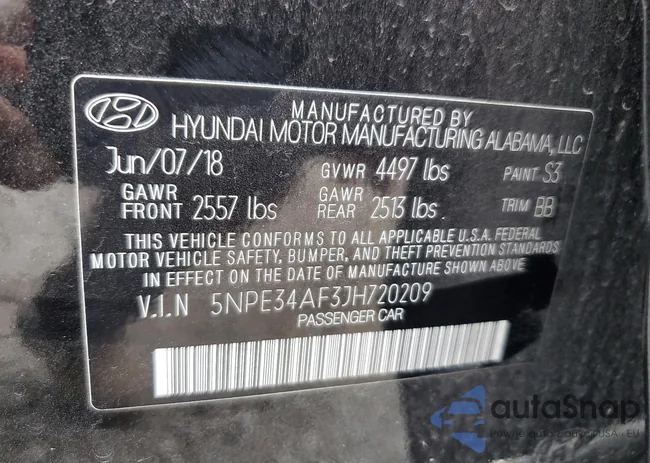 MANUFACTURED BY
HYUNDAI MOTOR MANUFACTURING ALABAMA, LLC
Jun/07/18 GVWR 4497 lbs PAINT S3
GAWR FRONT 2557 lbs GAWR REAR 2513 lbs TRIM BB
THIS VEHICLE CONFORMS TO ALL APPLICABLE U.S.A. FEDERAL
MOTOR VEHICLE SAFETY, BUMPER, AND THEFT PREVENTION STANDARDS
IN EFFECT ON THE DATE OF MANUFACTURE SHOWN ABOVE.
V.I.N 5NPE34AF3JH720209
PASSENGER CAR
autoSnap